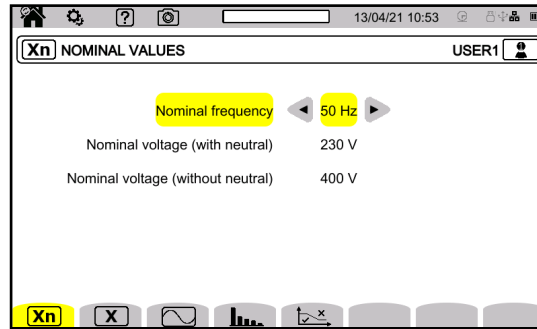 ? 13/04/21 10:53
Xn NOMINAL VALUES USER1
Nominal frequency 50 Hz
Nominal voltage (with neutral) 230 V
Nominal voltage (without neutral) 400 V
Xn X